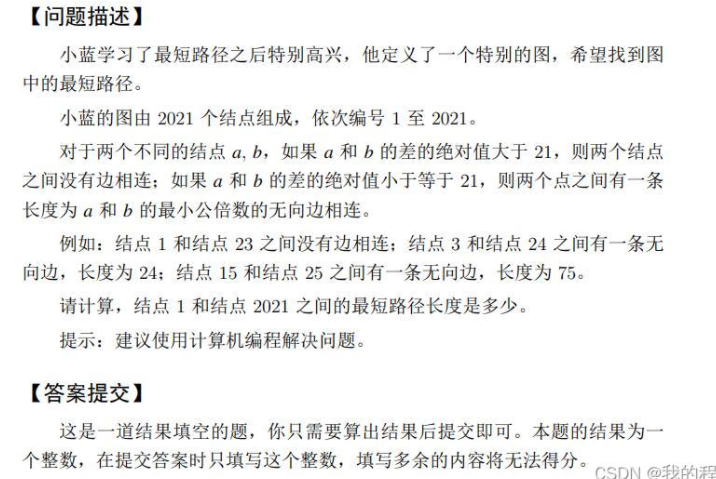 【问题描述】
小蓝学习了最短路径之后特别高兴，他定义了一个特别的图，希望找到图
中的最短路径。
小蓝的图由 2021 个结点组成，依次编号 1 至 2021。
对于两个不同的结点 a, b，如果 a 和 b 的差的绝对值大于 21，则两个结点
之间没有边相连；如果 a 和 b 的差的绝对值小于等于 21，则两个点之间有一条
长度为 a 和 b 的最小公倍数的无向边相连。
例如：结点 1 和结点 23 之间没有边相连；结点 3 和结点 24 之间有一条无
向边，长度为 24；结点 15 和结点 25 之间有一条无向边，长度为 75。
请计算，结点 1 和结点 2021 之间的最短路径长度是多少。
提示：建议使用计算机编程解决问题。
【答案提交】
这是一道结果填空的题，你只需要算出结果后提交即可。本题的结果为一
个整数，在提交答案时只填写这个整数，填写多余的内容将无法得分。
CSDN @我的程